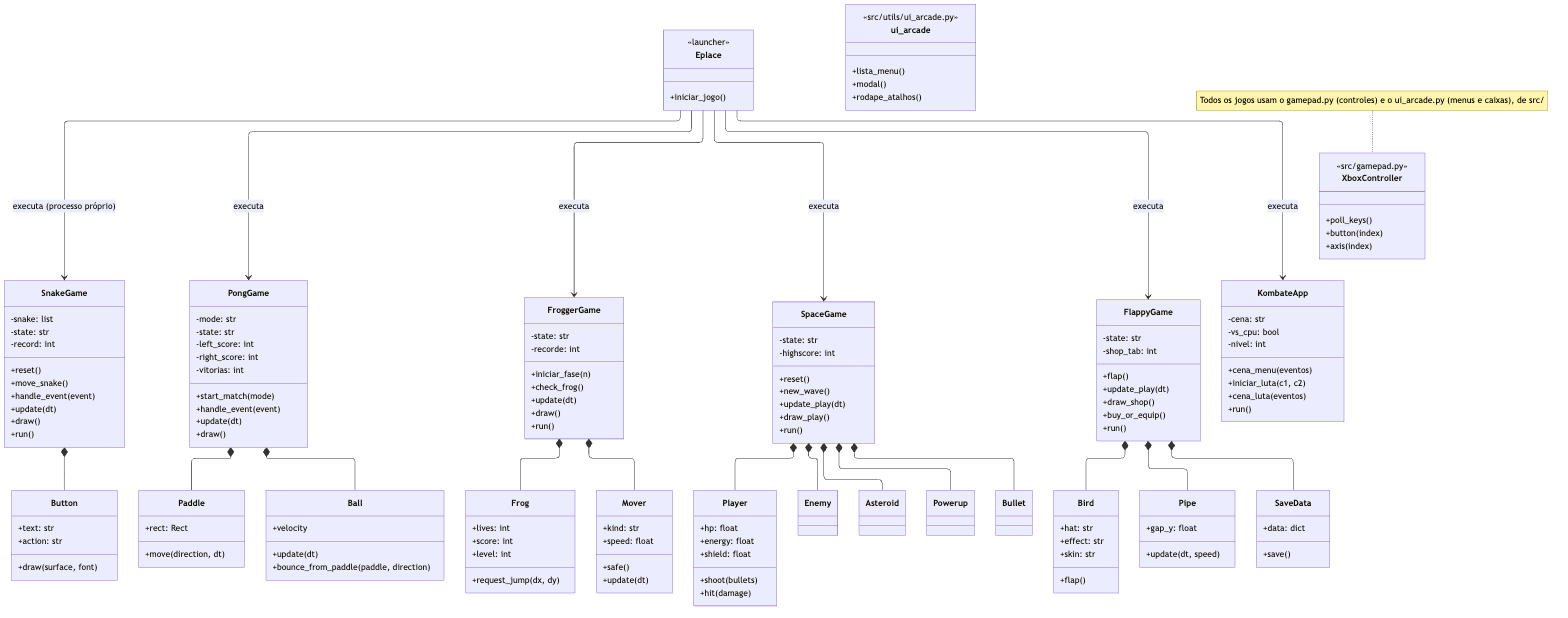 «src/utils/ui_arcade.py»
ui_arcade
+lista_menu()
+modal()
+rodape_atalhos()
«launcher»
Eplace
+iniciar_jogo()
Todos os jogos usam o gamepad.py (controles) e o ui_arcade.py (menus e caixas), de src/
«src/gamepad.py»
XboxController
+poll_keys()
+button(index)
+axis(index)
executa (processo próprio)
executa
executa
executa
executa
executa
SnakeGame
-snake: list
-state: str
-record: int
+reset()
+move_snake()
+handle_event(event)
+update(dt)
+draw()
+run()
PongGame
-mode: str
-state: str
-left_score: int
-right_score: int
-vitorias: int
+start_match(mode)
+handle_event(event)
+update(dt)
+draw()
FroggerGame
-state: str
-recorde: int
+iniciar_fase(n)
+check_frog()
+update(dt)
+draw()
+run()
SpaceGame
-state: str
-highscore: int
+reset()
+new_wave()
+update_play(dt)
+draw_play()
+run()
FlappyGame
-state: str
-shop_tab: int
+flap()
+update_play(dt)
+draw_shop()
+buy_or_equip()
+run()
KombateApp
-cena: str
-vs_cpu: bool
-nivel: int
+cena_menu(eventos)
+iniciar_luta(c1, c2)
+cena_luta(eventos)
+run()
Button
+text: str
+action: str
+draw(surface, font)
Paddle
+rect: Rect
+move(direction, dt)
Ball
+velocity
+update(dt)
+bounce_from_paddle(paddle, direction)
Frog
+lives: int
+score: int
+level: int
+request_jump(dx, dy)
Mover
+kind: str
+speed: float
+safe()
+update(dt)
Player
+hp: float
+energy: float
+shield: float
+shoot(bullets)
+hit(damage)
Enemy
Asteroid
Powerup
Bullet
Bird
+hat: str
+effect: str
+skin: str
+flap()
Pipe
+gap_y: float
+update(dt, speed)
SaveData
+data: dict
+save()